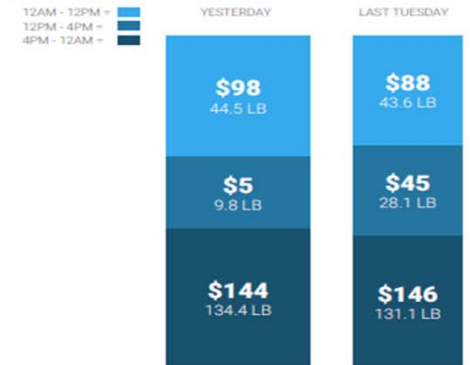 12AM - 12PM =
12PM - 4PM =
4PM - 12AM =
YESTERDAY
LAST TUESDAY
$98
44.5 LB
$88
43.6 LB
$5
9.8 LB
$45
28.1 LB
$144
134.4 LB
$146
131.1 LB